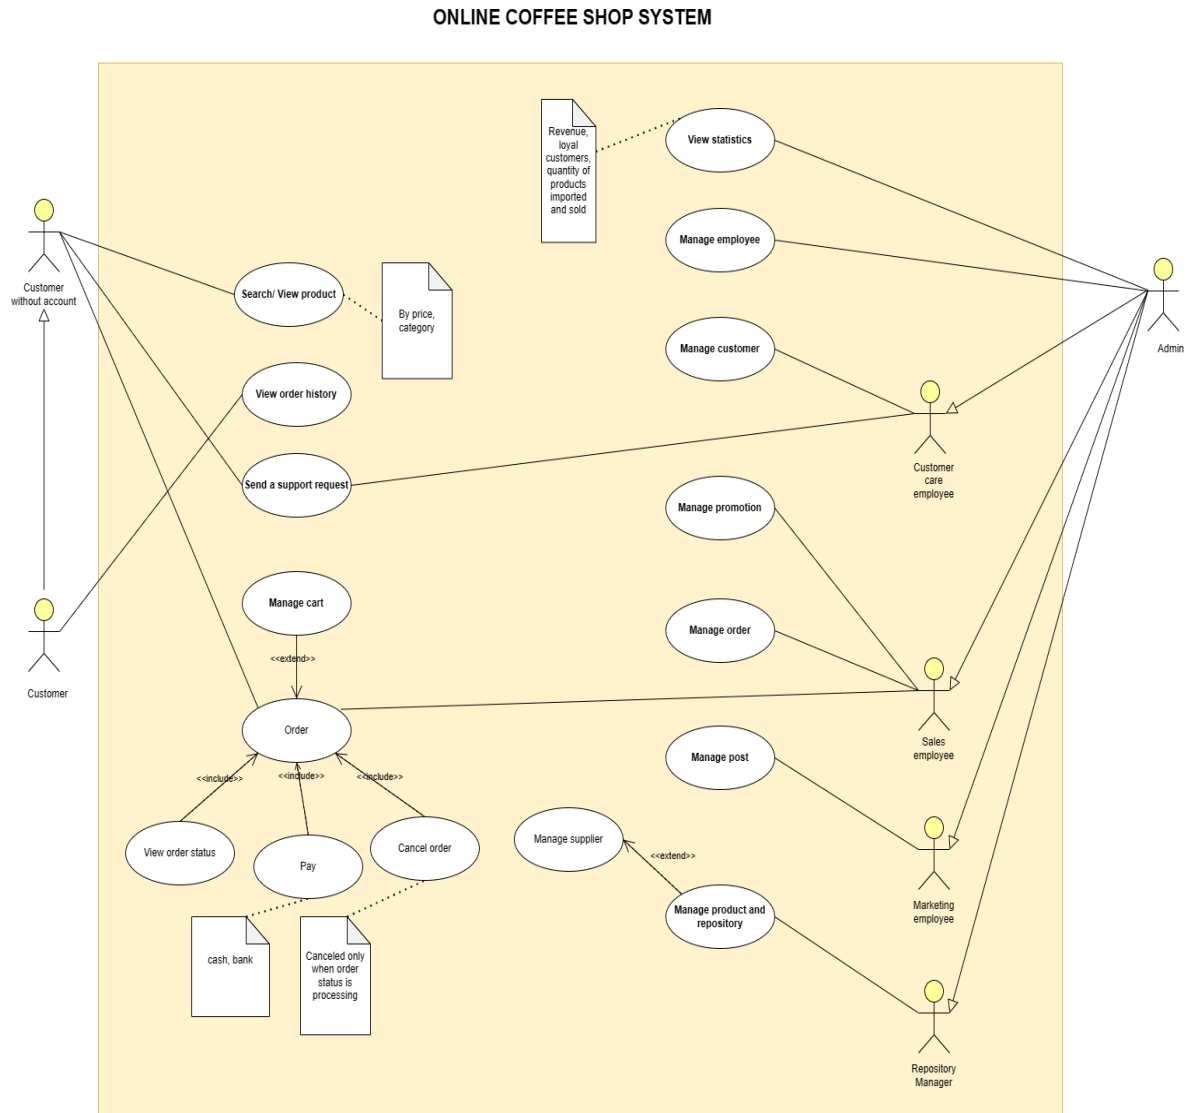 ONLINE COFFEE SHOP SYSTEM
Revenue,
loyal
customers,
quantity of
products
imported
and sold
View statistics
Manage employee
Customer
without account
Search/ View product
By price,
category
Manage customer
Admin
View order history
Customer
care
employee
Send a support request
Manage promotion
Manage cart
Manage order
<<extend>>
Customer
Order
Sales
employee
Manage post
<<include>>
<<include>>
<<include>>
View order status
Pay
Cancel order
Manage supplier
<<extend>>
Manage product and
repository
Marketing
employee
cash, bank
Canceled only
when order
status is
processing
Repository
Manager